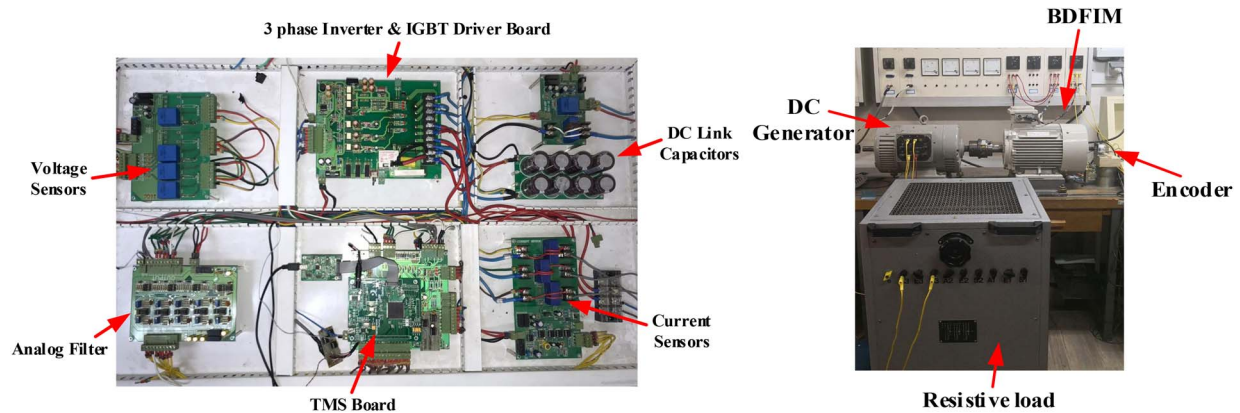 3 phase Inverter & IGBT Driver Board
BDFIM
DC
Generator
DC Link
Capacitors
Voltage
Sensors
Encoder
Analog Filter
Current
Sensors
TMS Board
Resistive load